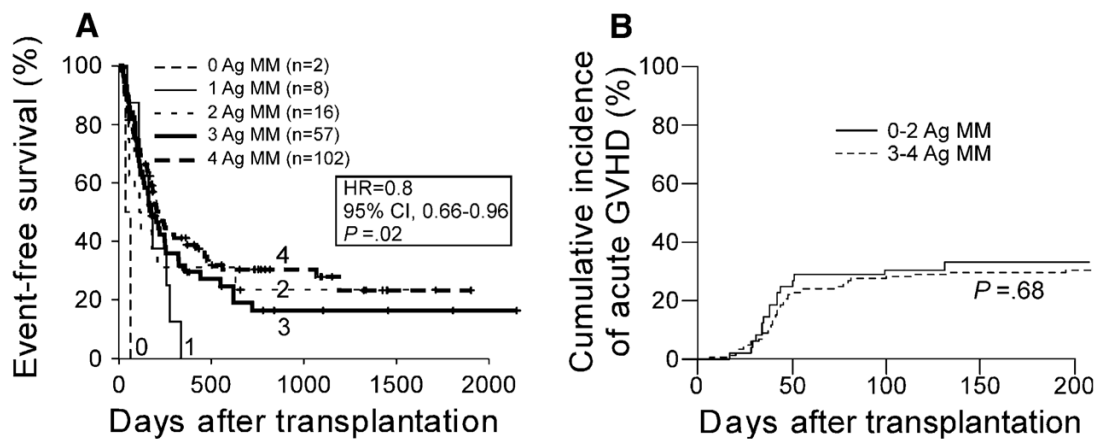 A
Event-free survival (%)
100
80
60
40
20
0
0 Ag MM (n=2)
1 Ag MM (n=8)
2 Ag MM (n=16)
3 Ag MM (n=57)
4 Ag MM (n=102)
HR=0.8
95% CI, 0.66-0.96
P =.02
4
2
3
0
1
0 500 1000 1500 2000
Days after transplantation
B
Cumulative incidence
of acute GVHD (%)
100
80
60
40
20
0
0-2 Ag MM
3-4 Ag MM
P =.68
0 50 100 150 200
Days after transplantation